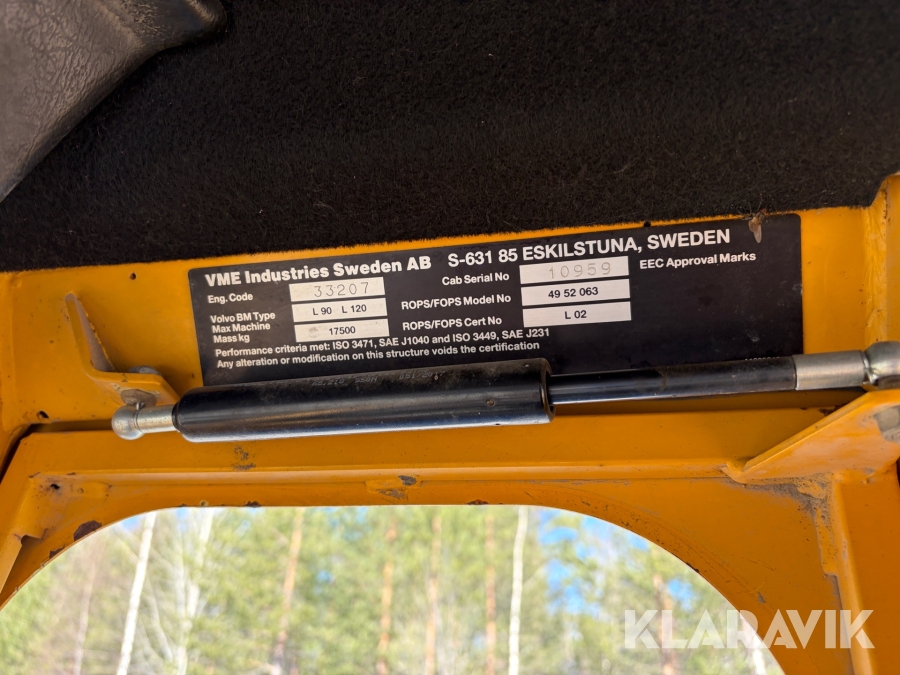 VME Industries Sweden AB S-631 85 ESKILSTUNA, SWEDEN
Eng. Code 33207 Cab Serial No 10959 EEC Approval Marks
Volvo BM Type L 90 L 120 ROPS/FOPS Model No 49 52 063
Max Machine Mass kg 17500 ROPS/FOPS Cert No L 02
Performance criteria met: ISO 3471, SAE J1040 and ISO 3449, SAE J231
Any alteration or modification on this structure voids the certification
KLARAVIK